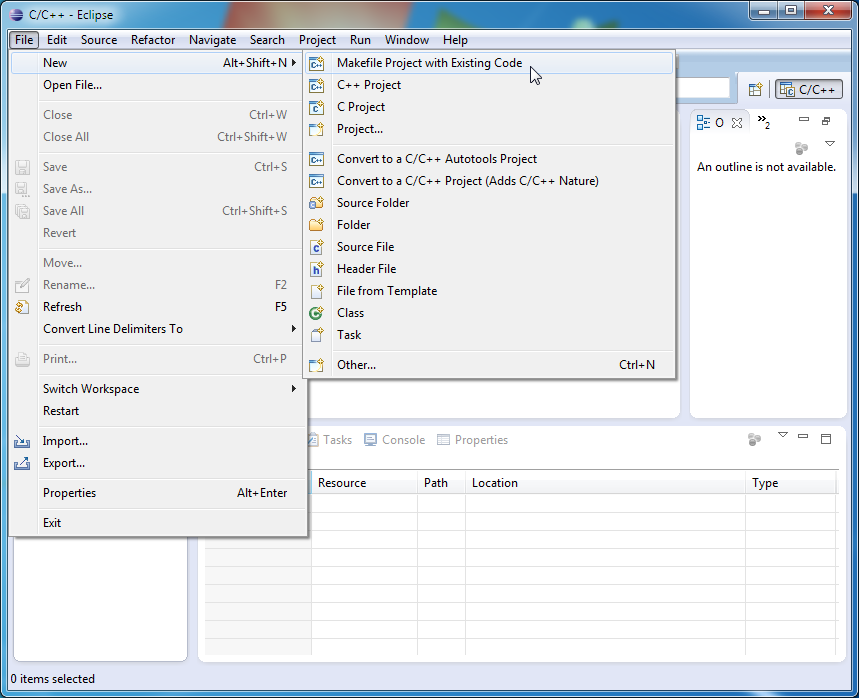 C/C++ - Eclipse
File Edit Source Refactor Navigate Search Project Run Window Help
New Alt+Shift+N
Open File...
Close Ctrl+W
Close All Ctrl+Shift+W
Save Ctrl+S
Save As...
Save All Ctrl+Shift+S
Revert
Move...
Rename... F2
Refresh F5
Convert Line Delimiters To
Print... Ctrl+P
Switch Workspace
Restart
Import...
Export...
Properties Alt+Enter
Exit
Makefile Project with Existing Code
C++ Project
C Project
Project...
Convert to a C/C++ Autotools Project
Convert to a C/C++ Project (Adds C/C++ Nature)
Source Folder
Folder
Source File
Header File
File from Template
Class
Task
Other... Ctrl+N
C/C++
O 2
An outline is not available.
Tasks Console Properties
Resource Path Location Type
0 items selected